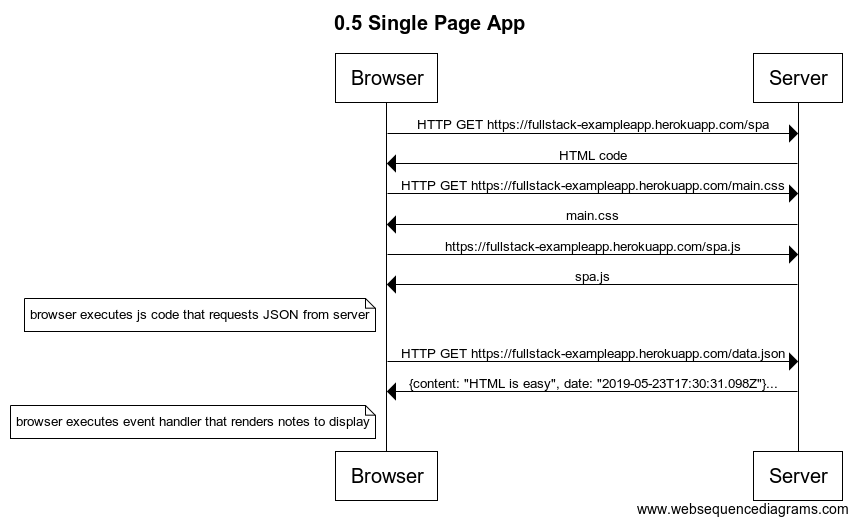 0.5 Single Page App
Browser
Server
HTTP GET https://fullstack-exampleapp.herokuapp.com/spa
HTML code
HTTP GET https://fullstack-exampleapp.herokuapp.com/main.css
main.css
https://fullstack-exampleapp.herokuapp.com/spa.js
spa.js
browser executes js code that requests JSON from server
HTTP GET https://fullstack-exampleapp.herokuapp.com/data.json
{content: "HTML is easy", date: "2019-05-23T17:30:31.098Z"}...
browser executes event handler that renders notes to display
Browser
Server
www.websequencediagrams.com